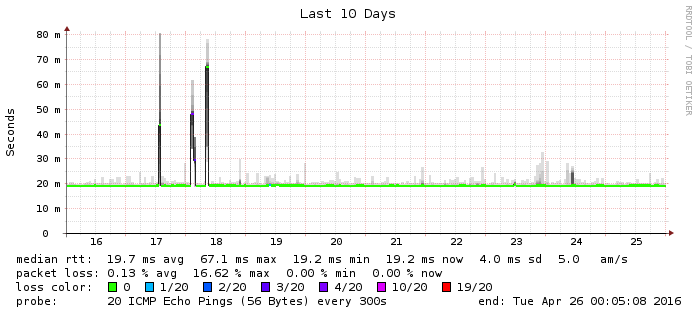 Last 10 Days
RRDTOOL / TOBI OETIKER
Seconds
80 m
70 m
60 m
50 m
40 m
30 m
20 m
10 m
0
16 17 18 19 20 21 22 23 24 25
median rtt: 19.7 ms avg 67.1 ms max 19.2 ms min 19.2 ms now 4.0 ms sd 5.0 am/s
packet loss: 0.13 % avg 16.62 % max 0.00 % min 0.00 % now
loss color: 0 1/20 2/20 3/20 4/20 10/20 19/20
probe: 20 ICMP Echo Pings (56 Bytes) every 300s end: Tue Apr 26 00:05:08 2016